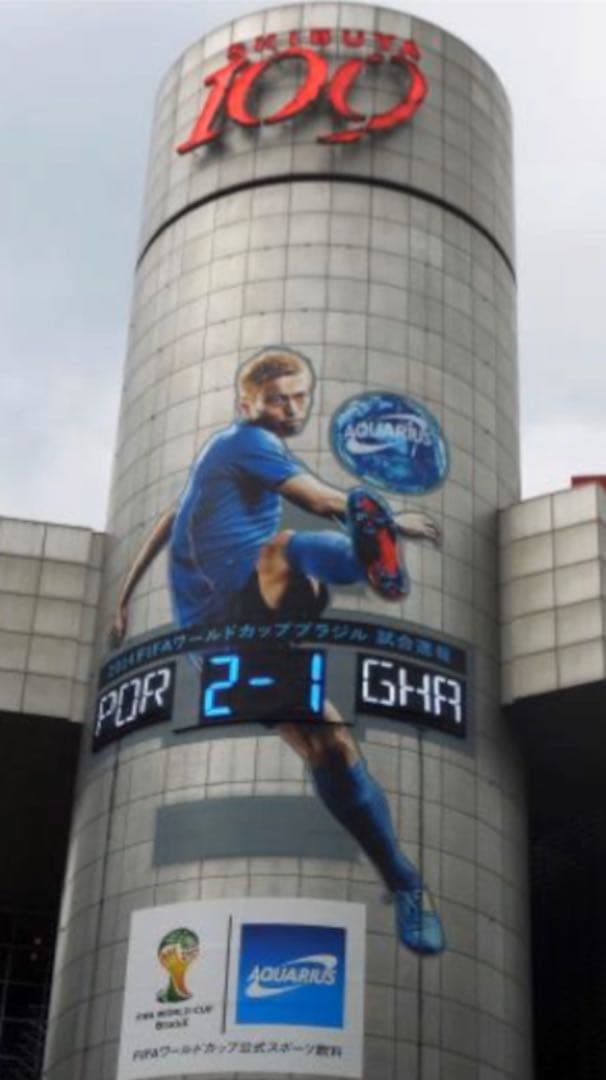 SHIBUYA
109
AQUARIUS
2014FIFAワールドカップブラジル 試合速報
POR 2-1 GHA
FIFA WORLD CUP
Brasil
AQUARIUS
FIFAワールドカップ公式スポーツ飲料